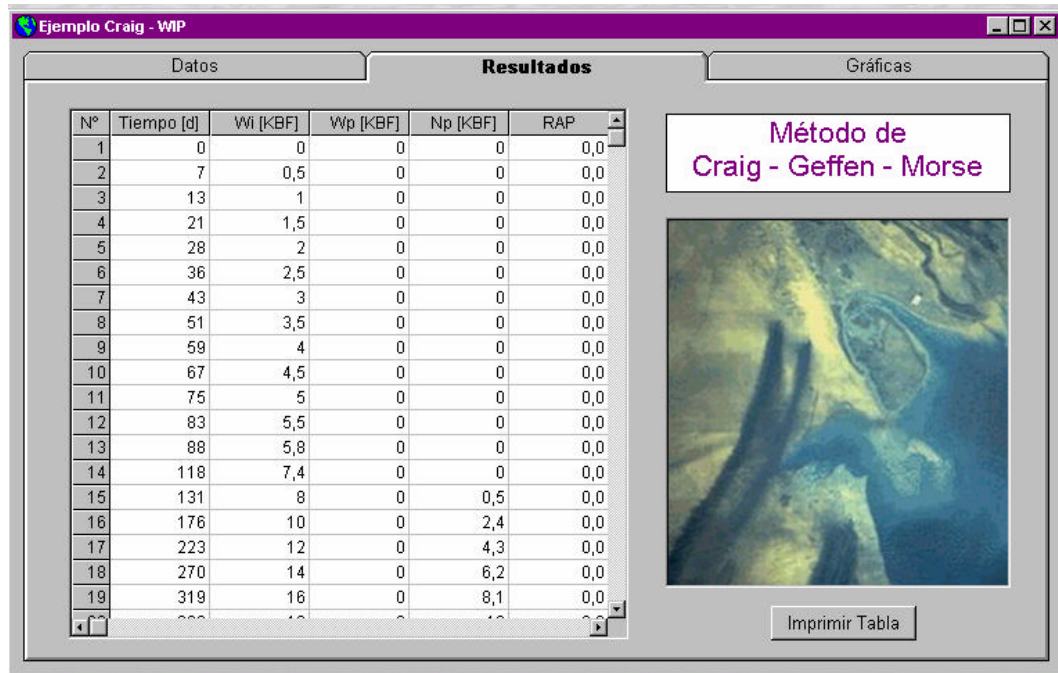 Ejemplo Craig - WIP
Datos Resultados Gráficas
Nº Tiempo [d] Wi [KBF] Wp [KBF] Np [KBF] RAP
1 0 0 0 0 0,0
2 7 0,5 0 0 0,0
3 13 1 0 0 0,0
4 21 1,5 0 0 0,0
5 28 2 0 0 0,0
6 36 2,5 0 0 0,0
7 43 3 0 0 0,0
8 51 3,5 0 0 0,0
9 59 4 0 0 0,0
10 67 4,5 0 0 0,0
11 75 5 0 0 0,0
12 83 5,5 0 0 0,0
13 88 5,8 0 0 0,0
14 118 7,4 0 0 0,0
15 131 8 0 0,5 0,0
16 176 10 0 2,4 0,0
17 223 12 0 4,3 0,0
18 270 14 0 6,2 0,0
19 319 16 0 8,1 0,0
Método de
Craig - Geffen - Morse
Imprimir Tabla